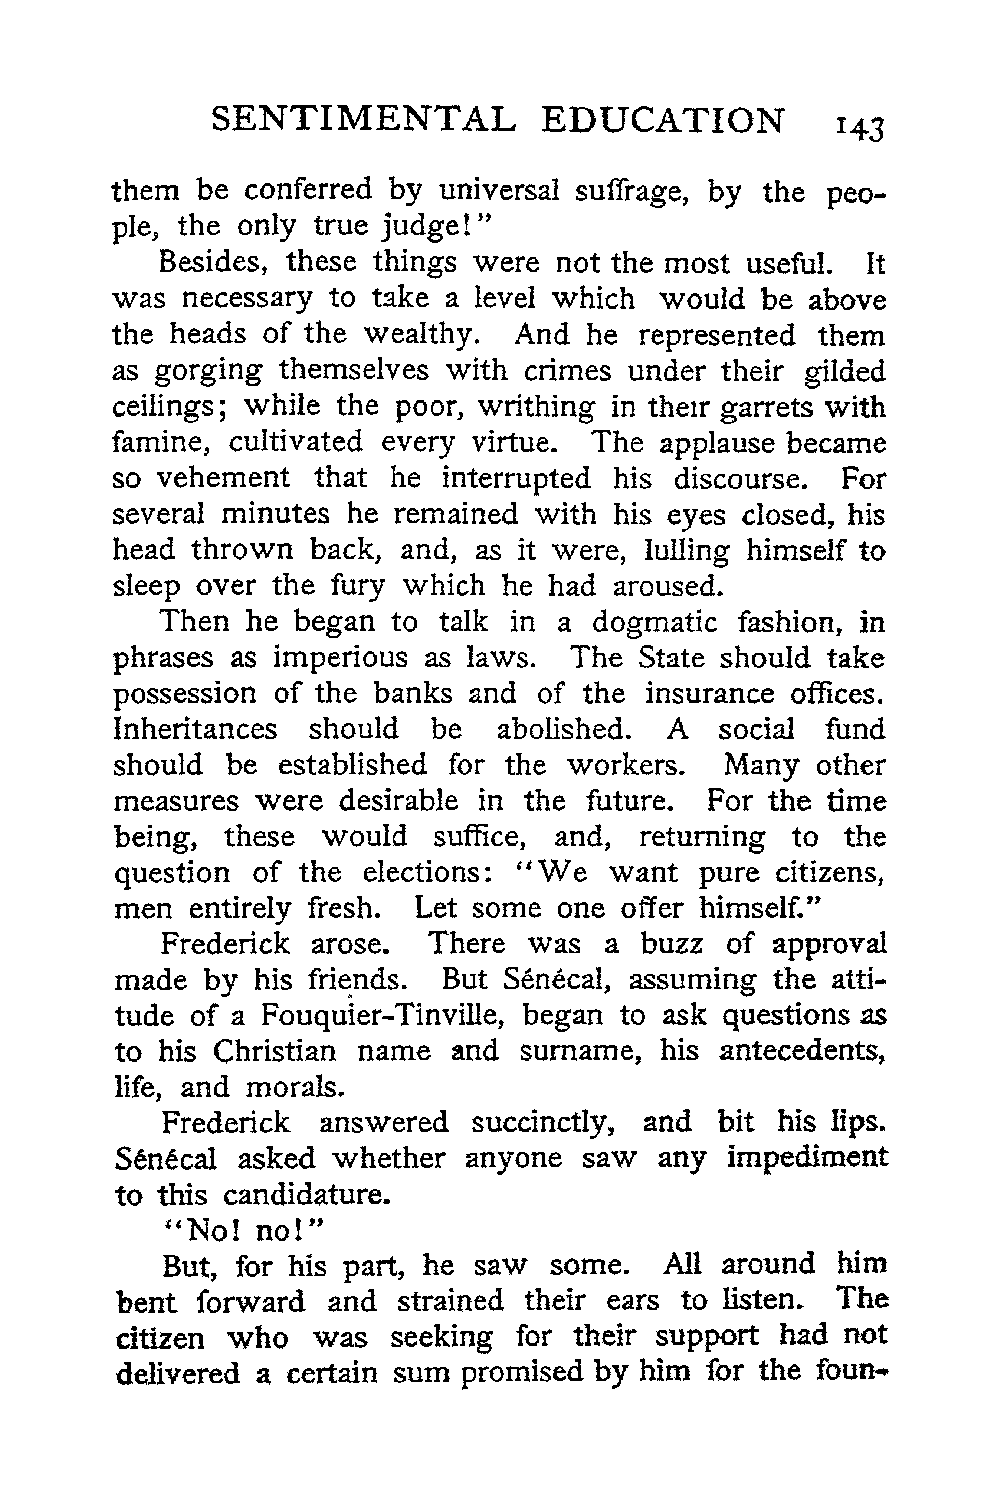 SENTIMENTAL EDUCATION 143
them be conferred by universal suffrage, by the peo-
ple, the only true judge!"
Besides, these things were not the most useful. It
was necessary to take a level which would be above
the heads of the wealthy. And he represented them
as gorging themselves with crimes under their gilded
ceilings; while the poor, writhing in their garrets with
famine, cultivated every virtue. The applause became
so vehement that he interrupted his discourse. For
several minutes he remained with his eyes closed, his
head thrown back, and, as it were, lulling himself to
sleep over the fury which he had aroused.
Then he began to talk in a dogmatic fashion, in
phrases as imperious as laws. The State should take
possession of the banks and of the insurance offices.
Inheritances should be abolished. A social fund
should be established for the workers. Many other
measures were desirable in the future. For the time
being, these would suffice, and, returning to the
question of the elections: "We want pure citizens,
men entirely fresh. Let some one offer himself."
Frederick arose. There was a buzz of approval
made by his friends. But Sénécal, assuming the atti-
tude of a Fouquier-Tinville, began to ask questions as
to his Christian name and surname, his antecedents,
life, and morals.
Frederick answered succinctly, and bit his lips.
Sénécal asked whether anyone saw any impediment
to this candidature.
"No! no!"
But, for his part, he saw some. All around him
bent forward and strained their ears to listen. The
citizen who was seeking for their support had not
delivered a certain sum promised by him for the foun-